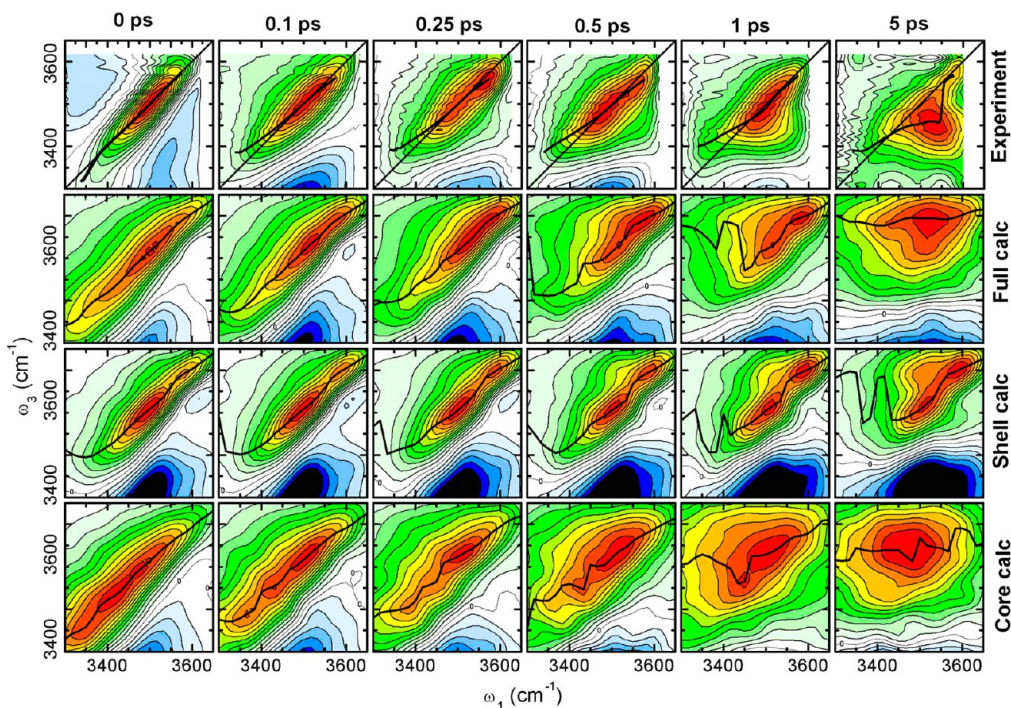 0 ps 0.1 ps 0.25 ps 0.5 ps 1 ps 5 ps
3600
3400
Experiment
3600
3400
Full calc
ω₃ (cm⁻¹)
3600
3400
Shell calc
3600
3400
Core calc
3400 3600 3400 3600 3400 3600 3400 3600 3400 3600 3400 3600
ω₁ (cm⁻¹)